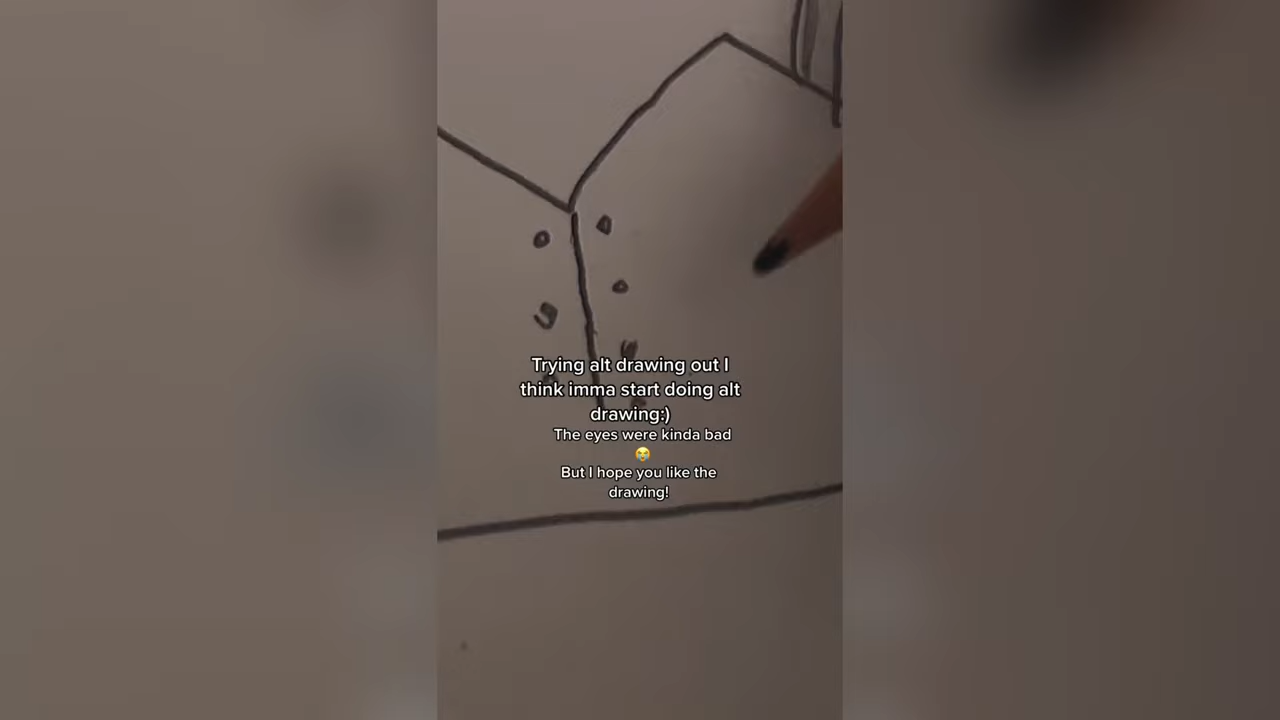 Trying alt drawing out I
think imma start doing alt
drawing:)
The eyes were kinda bad
😭
But I hope you like the
drawing!